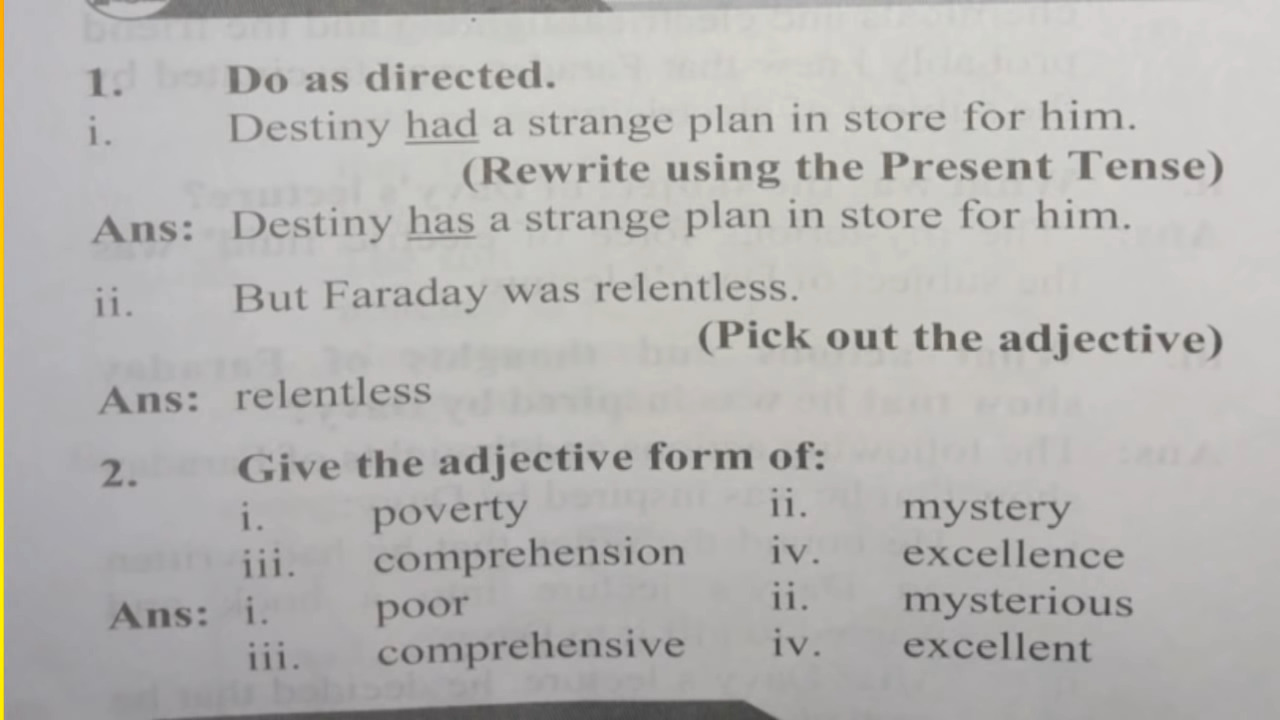 1. Do as directed.
i. Destiny had a strange plan in store for him.
(Rewrite using the Present Tense)
Ans: Destiny has a strange plan in store for him.
ii. But Faraday was relentless.
(Pick out the adjective)
Ans: relentless
2. Give the adjective form of:
i. poverty ii. mystery
iii. comprehension iv. excellence
Ans: i. poor ii. mysterious
iii. comprehensive iv. excellent